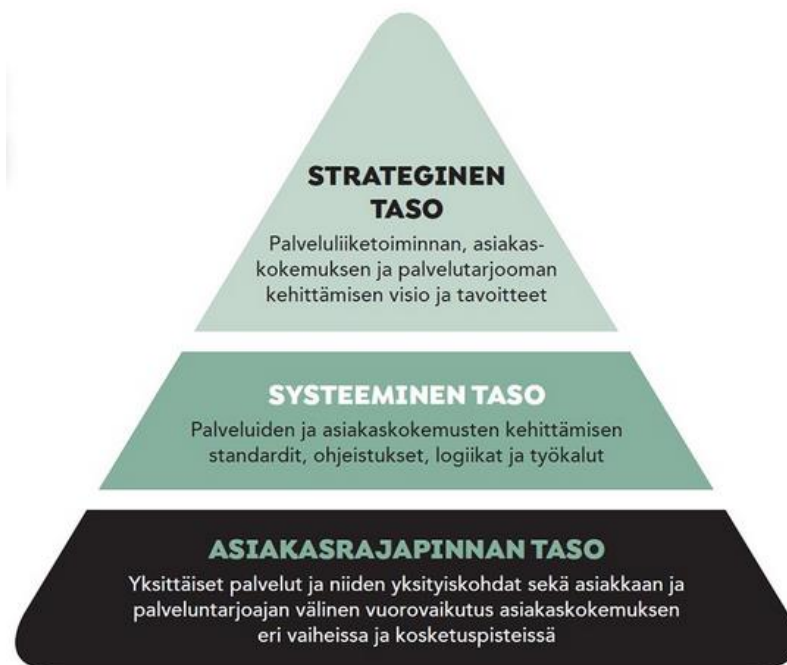 STRATEGINEN
TASO
Palveluliiketoiminnan, asiakas-
kokemuksen ja palvelutarjooman
kehittämisen visio ja tavoitteet
SYSTEEMINEN TASO
Palveluiden ja asiakaskokemusten kehittämisen
standardit, ohjeistukset, logiikat ja työkalut
ASIAKASRAJAPINNAN TASO
Yksittäiset palvelut ja niiden yksityiskohdat sekä asiakkaan ja
palveluntarjoajan välinen vuorovaikutus asiakaskokemuksen
eri vaiheissa ja kosketuspisteissä